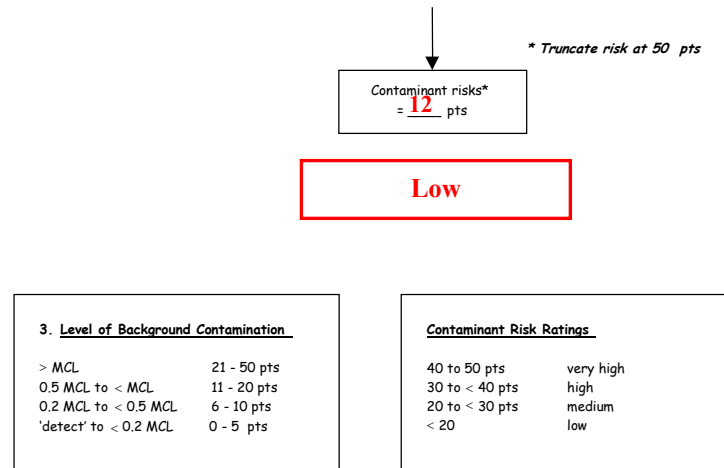 * Truncate risk at 50 pts
Contaminant risks*
= 12 pts
Low
3. Level of Background Contamination
> MCL 21 - 50 pts
0.5 MCL to < MCL 11 - 20 pts
0.2 MCL to < 0.5 MCL 6 - 10 pts
'detect' to < 0.2 MCL 0 - 5 pts
Contaminant Risk Ratings
40 to 50 pts very high
30 to < 40 pts high
20 to < 30 pts medium
< 20 low